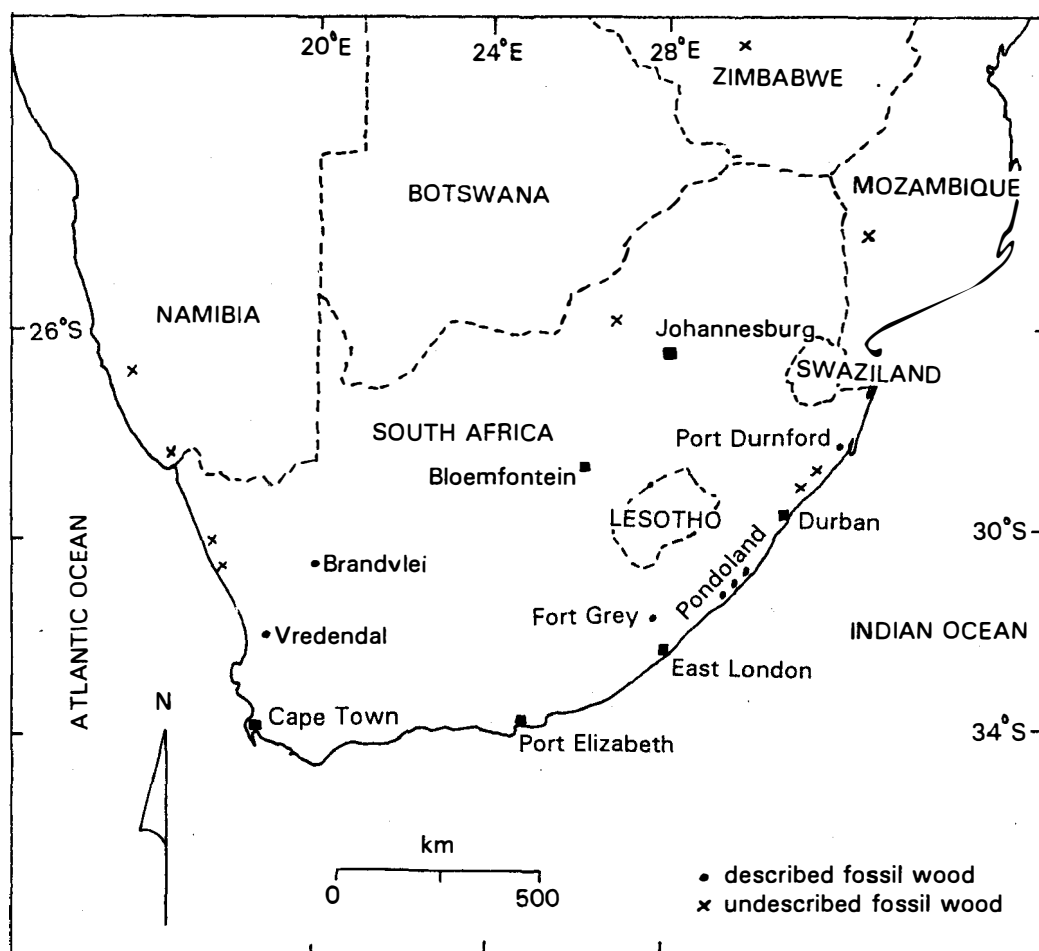 20°E
24°E
28°E
ZIMBABWE
BOTSWANA
MOZAMBIQUE
NAMIBIA
26°S
Johannesburg
SWAZILAND
SOUTH AFRICA
Port Durnford
Bloemfontein
LESOTHO
Durban
30°S
ATLANTIC OCEAN
Brandvlei
Pondoland
Fort Grey
INDIAN OCEAN
Vredendal
East London
N
Cape Town
Port Elizabeth
34°S
km
0 500
• described fossil wood
× undescribed fossil wood